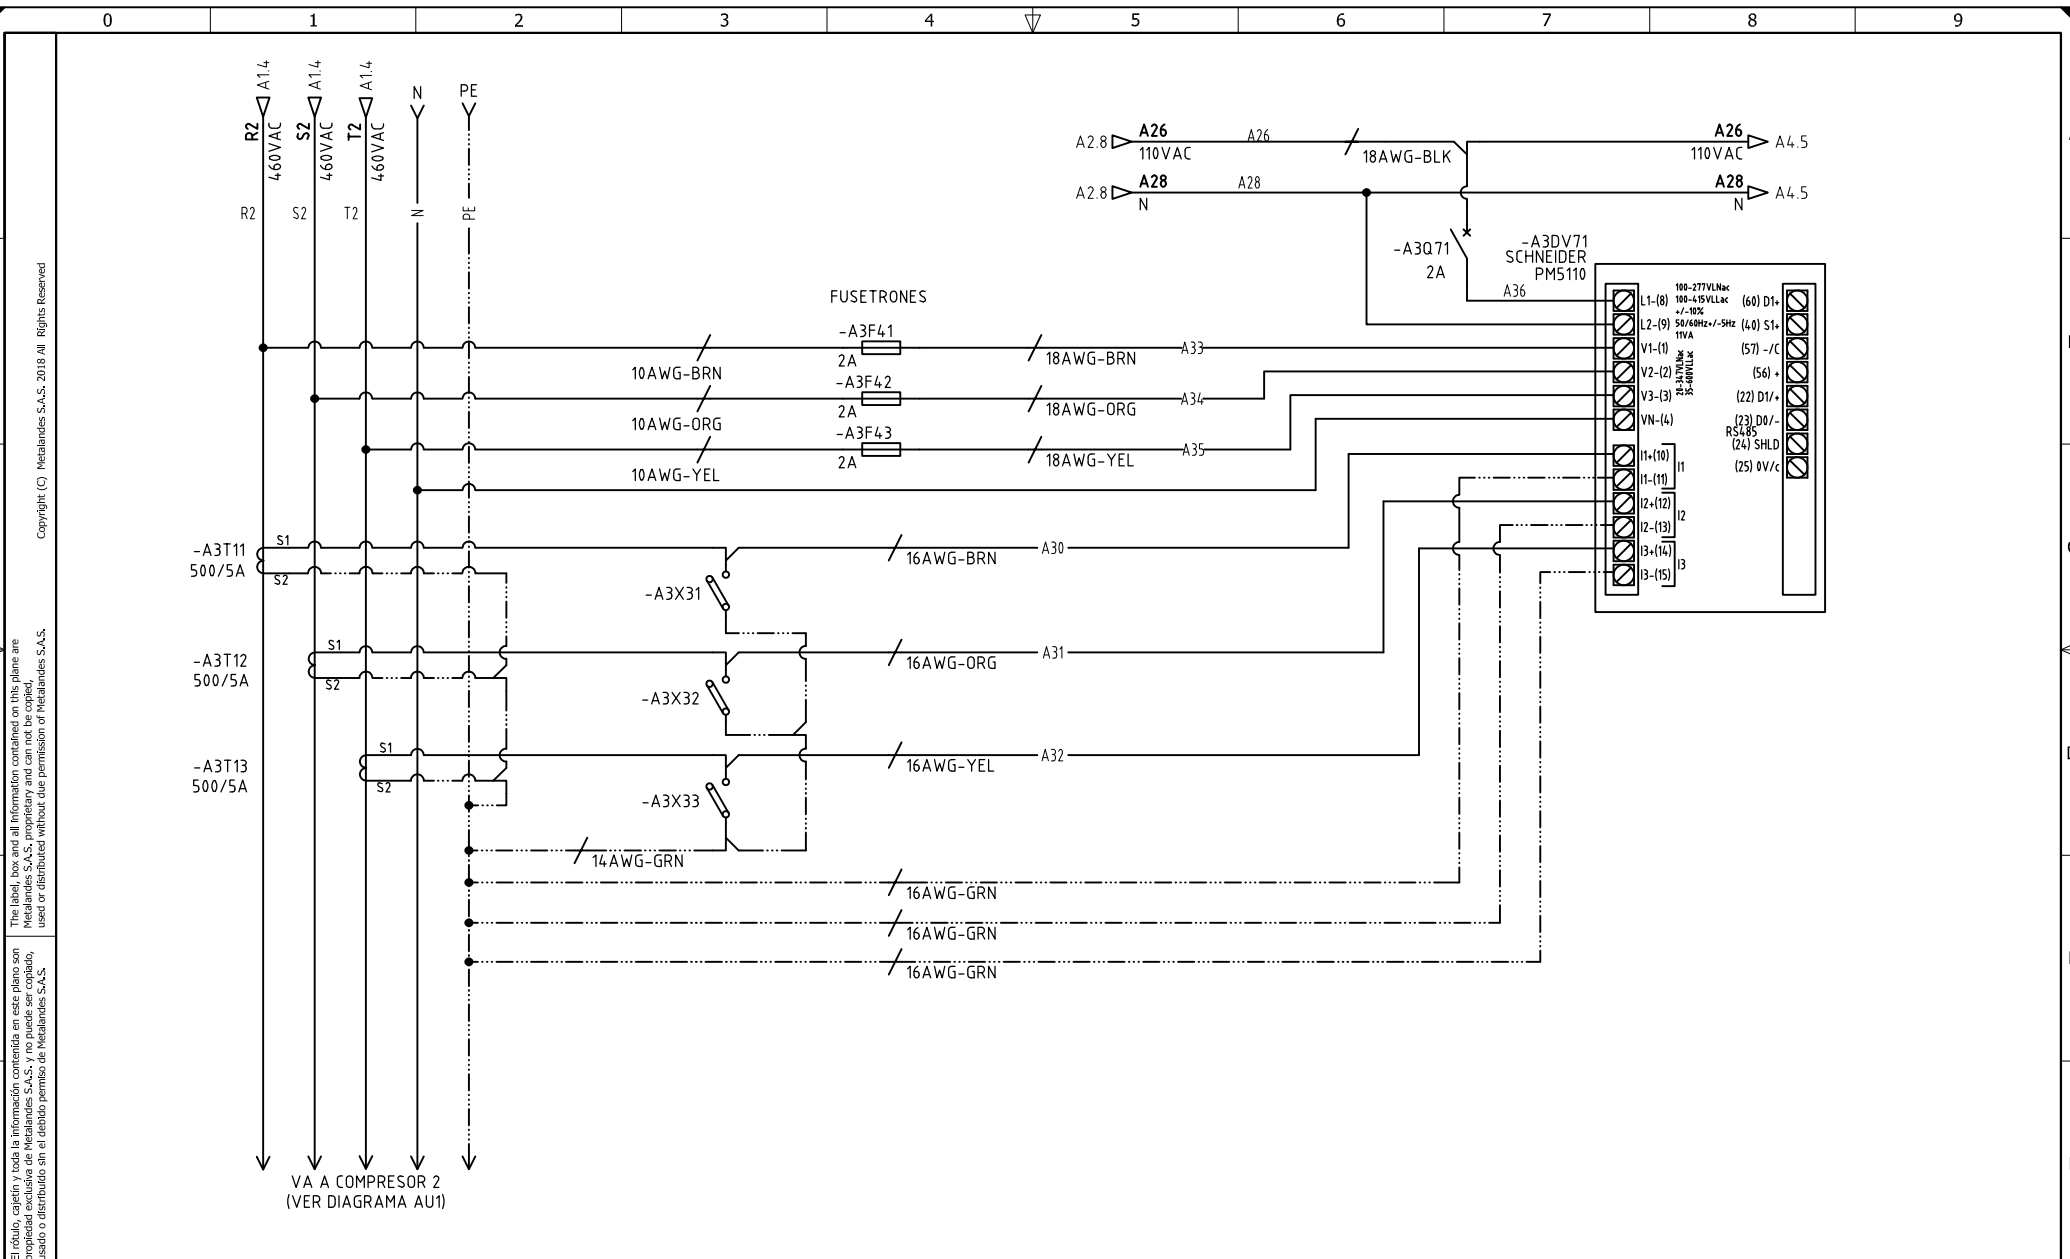 0 1 2 3 4 5 6 7 8 9
A1.4 A1.4 A1.4 N PE
R2 460VAC S2 460VAC T2 460VAC
R2 S2 T2 N PE
A2.8 A26 A26 A26 A4.5
110VAC 18AWG-BLK 110VAC
A2.8 A28 A28 A28 A4.5
N N
-A3Q71
2A
-A3DV71
SCHNEIDER
PM5110
A36
FUSETRONES
-A3F41
2A
10AWG-BRN
18AWG-BRN
A33
-A3F42
2A
10AWG-ORG
18AWG-ORG
A34
-A3F43
2A
10AWG-YEL
18AWG-YEL
A35
L1-(8)
L2-(9)
V1-(1)
V2-(2)
V3-(3)
VN-(4)
I1+(10)
I1-(11)
I2+(12)
I2-(13)
I3+(14)
I3-(15)
I1
I2
I3
100-277VLNac
100-415VLLac
+/-10%
50/60Hz+/-5Hz
11VA
20-347VLNac
35-600VLLac
(60) D1+
(40) S1+
(57) -/C
(56) +
(22) D1/+
(23) D0/-
RS485
(24) SHLD
(25) 0V/c
-A3T11
500/5A
S1
S2
-A3X31
16AWG-BRN
A30
-A3T12
500/5A
S1
S2
-A3X32
16AWG-ORG
A31
-A3T13
500/5A
S1
S2
-A3X33
16AWG-YEL
A32
14AWG-GRN
16AWG-GRN
16AWG-GRN
16AWG-GRN
VA A COMPRESOR 2
(VER DIAGRAMA AU1)
Copyright (C) Metalandes S.A.S. 2018 All Rights Reserved
The label, box and all information contained on this plane are
Metalandes S.A.S. proprietary and can not be copied,
used or distributed without due permission of Metalandes S.A.S.
El rótulo, cajetín y toda la información contenida en este plano son
propiedad exclusiva de Metalandes S.A.S. y no puede ser copiado,
usado o distribuido sin el debido permiso de Metalandes S.A.S.